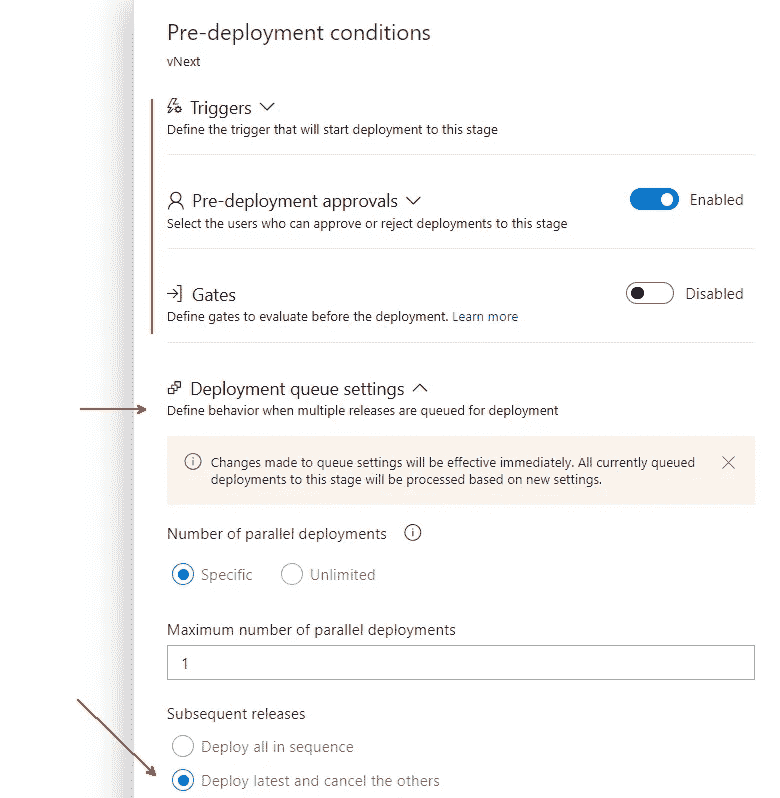 Pre-deployment conditions
vNext
Triggers
Define the trigger that will start deployment to this stage
Pre-deployment approvals
Enabled
Select the users who can approve or reject deployments to this stage
Gates
Disabled
Define gates to evaluate before the deployment. Learn more
Deployment queue settings
Define behavior when multiple releases are queued for deployment
Changes made to queue settings will be effective immediately. All currently queued
deployments to this stage will be processed based on new settings.
Number of parallel deployments
Specific Unlimited
Maximum number of parallel deployments
1
Subsequent releases
Deploy all in sequence
Deploy latest and cancel the others